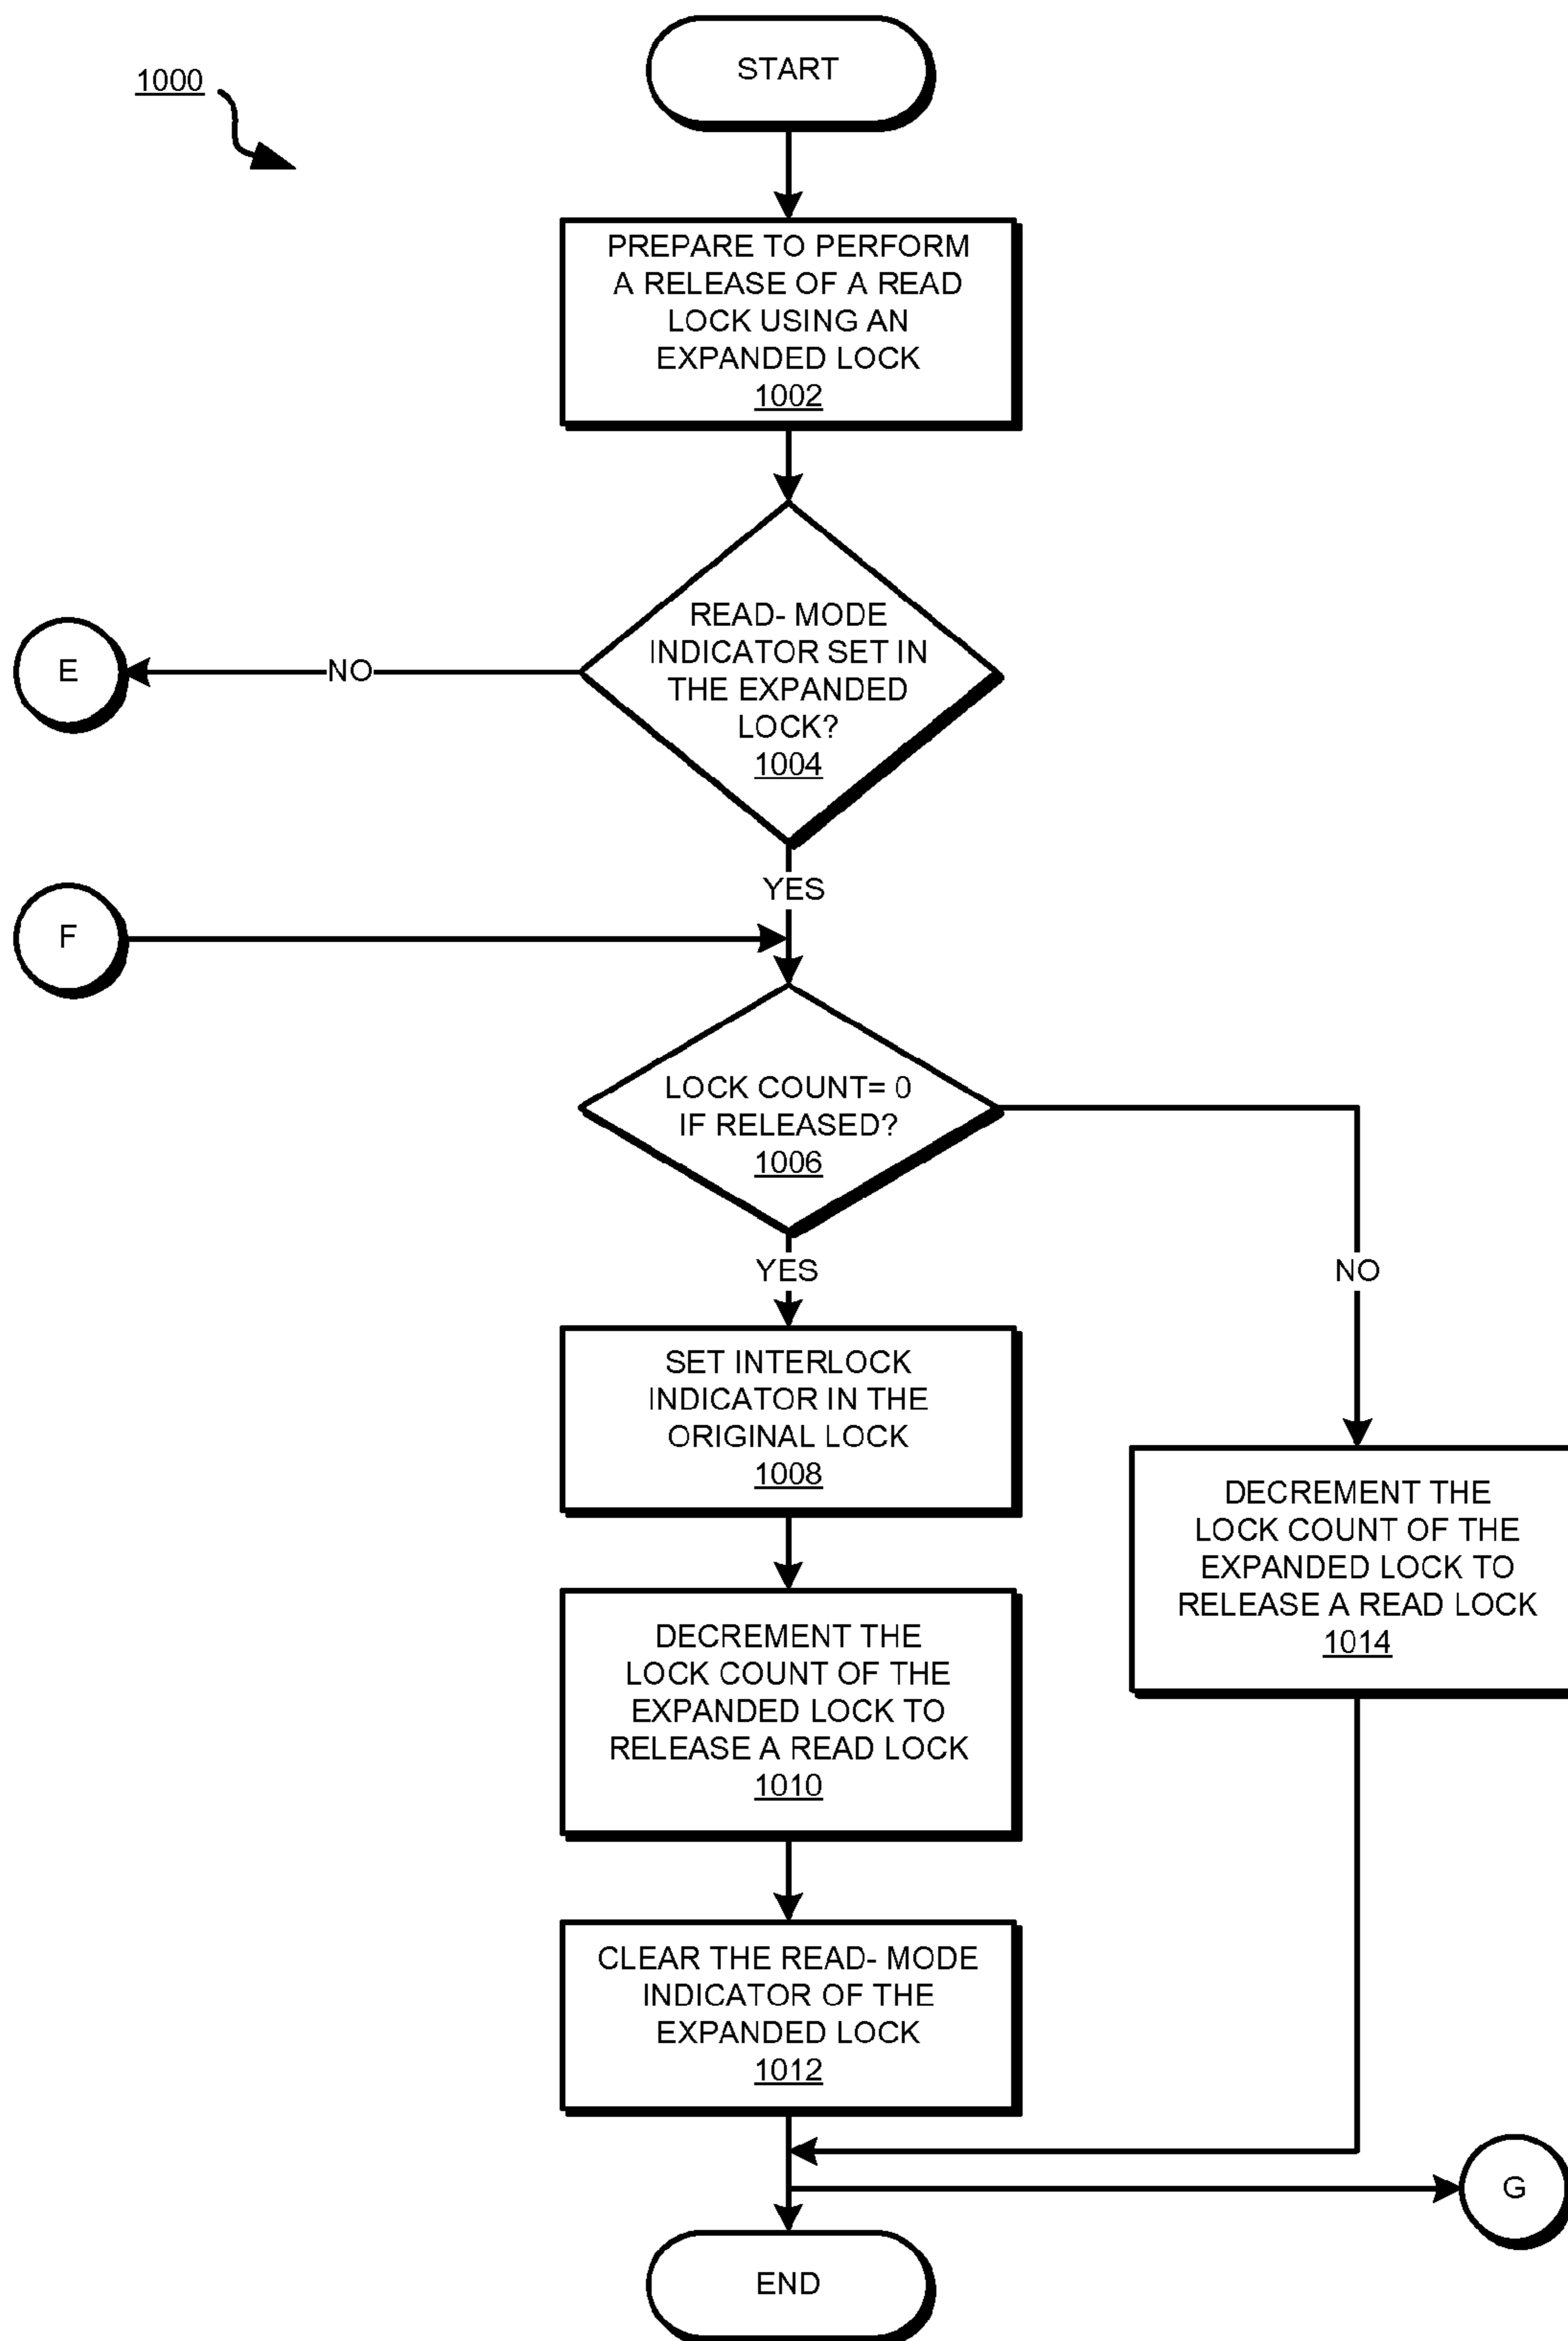 1000
START
PREPARE TO PERFORM
A RELEASE OF A READ
LOCK USING AN
EXPANDED LOCK
1002
READ- MODE
INDICATOR SET IN
THE EXPANDED
LOCK?
1004
NO
E
YES
F
LOCK COUNT= 0
IF RELEASED?
1006
YES
NO
SET INTERLOCK
INDICATOR IN THE
ORIGINAL LOCK
1008
DECREMENT THE
LOCK COUNT OF THE
EXPANDED LOCK TO
RELEASE A READ LOCK
1014
DECREMENT THE
LOCK COUNT OF THE
EXPANDED LOCK TO
RELEASE A READ LOCK
1010
CLEAR THE READ- MODE
INDICATOR OF THE
EXPANDED LOCK
1012
G
END